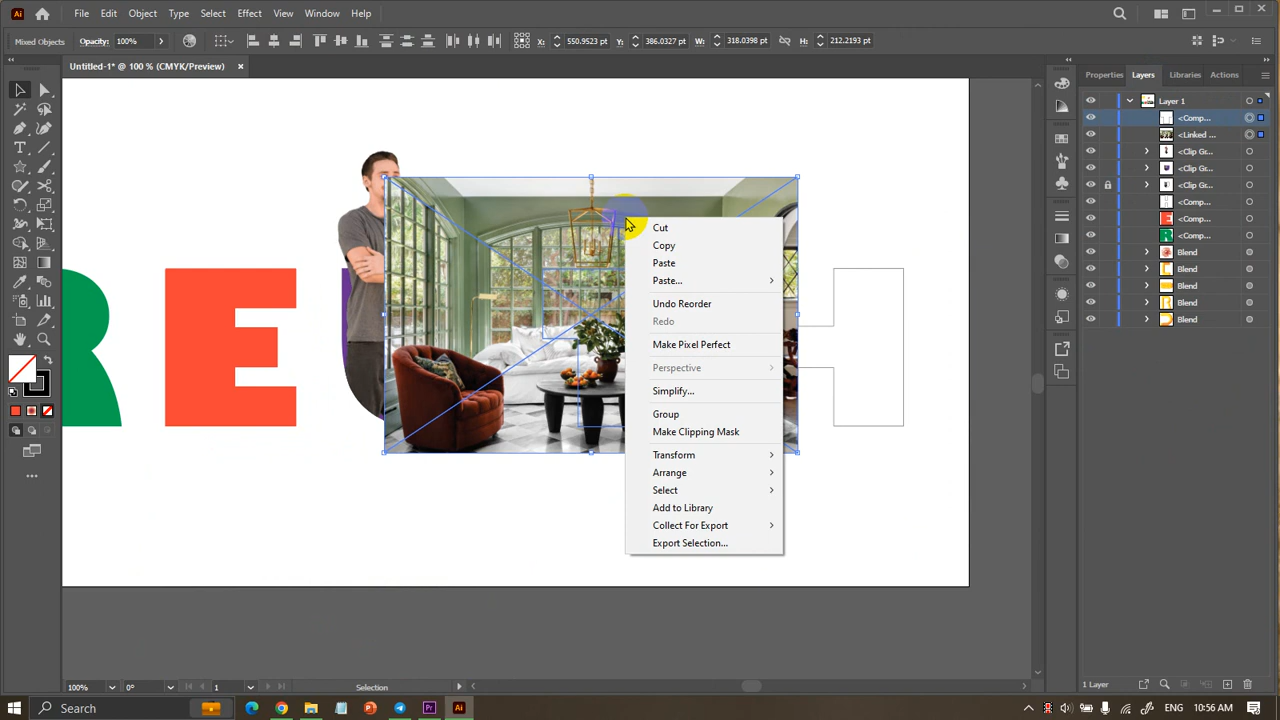 Ai File Edit Object Type Select Effect View Window Help
Mixed Objects Opacity: 100% X: 550.9523 pt Y: 386.0327 pt W: 318.0398 pt H: 212.2193 pt
Untitled-1* @ 100 % (CMYK/Preview) ×
Properties Layers Libraries Actions
Layer 1
<Comp...
<Linked ...
<Clip Gr...
<Clip Gr...
<Clip Gr...
<Comp...
<Comp...
<Comp...
Blend
Blend
Blend
Blend
Blend
R E U
Cut
Copy
Paste
Paste...
Undo Reorder
Redo
Make Pixel Perfect
Perspective
Simplify...
Group
Make Clipping Mask
Transform
Arrange
Select
Add to Library
Collect For Export
Export Selection...
100% 0° 1 Selection
1 Layer
Search Pr Ai ENG 10:56 AM